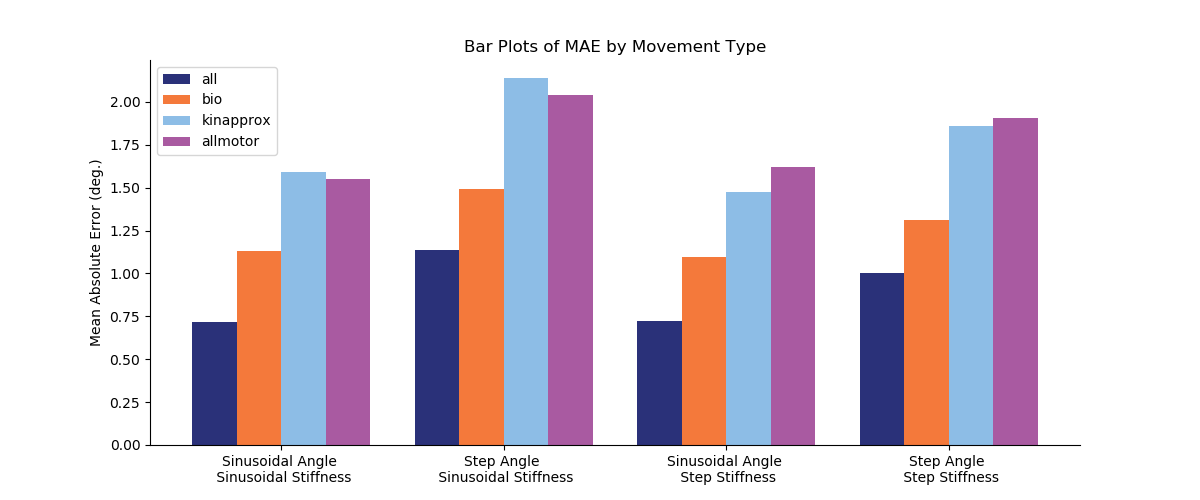 Bar Plots of MAE by Movement Type
all
bio
kinapprox
allmotor
Mean Absolute Error (deg.)
2.00
1.75
1.50
1.25
1.00
0.75
0.50
0.25
0.00
Sinusoidal Angle
Sinusoidal Stiffness
Step Angle
Sinusoidal Stiffness
Sinusoidal Angle
Step Stiffness
Step Angle
Step Stiffness